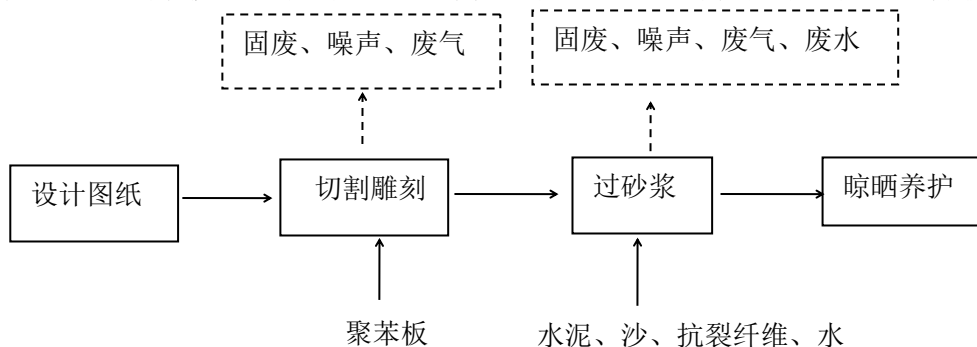 固废、噪声、废气
固废、噪声、废气、废水
设计图纸
切割雕刻
过砂浆
晾晒养护
聚苯板
水泥、沙、抗裂纤维、水